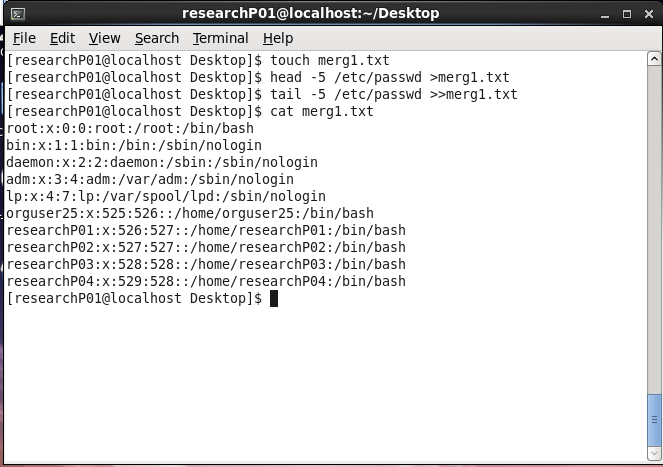 researchP01@localhost:~/Desktop
File Edit View Search Terminal Help
[researchP01@localhost Desktop]$ touch merg1.txt
[researchP01@localhost Desktop]$ head -5 /etc/passwd >merg1.txt
[researchP01@localhost Desktop]$ tail -5 /etc/passwd >>merg1.txt
[researchP01@localhost Desktop]$ cat merg1.txt
root:x:0:0:root:/root:/bin/bash
bin:x:1:1:bin:/bin:/sbin/nologin
daemon:x:2:2:daemon:/sbin:/sbin/nologin
adm:x:3:4:adm:/var/adm:/sbin/nologin
lp:x:4:7:lp:/var/spool/lpd:/sbin/nologin
orguser25:x:525:526::/home/orguser25:/bin/bash
researchP01:x:526:527::/home/researchP01:/bin/bash
researchP02:x:527:527::/home/researchP02:/bin/bash
researchP03:x:528:528::/home/researchP03:/bin/bash
researchP04:x:529:528::/home/researchP04:/bin/bash
[researchP01@localhost Desktop]$